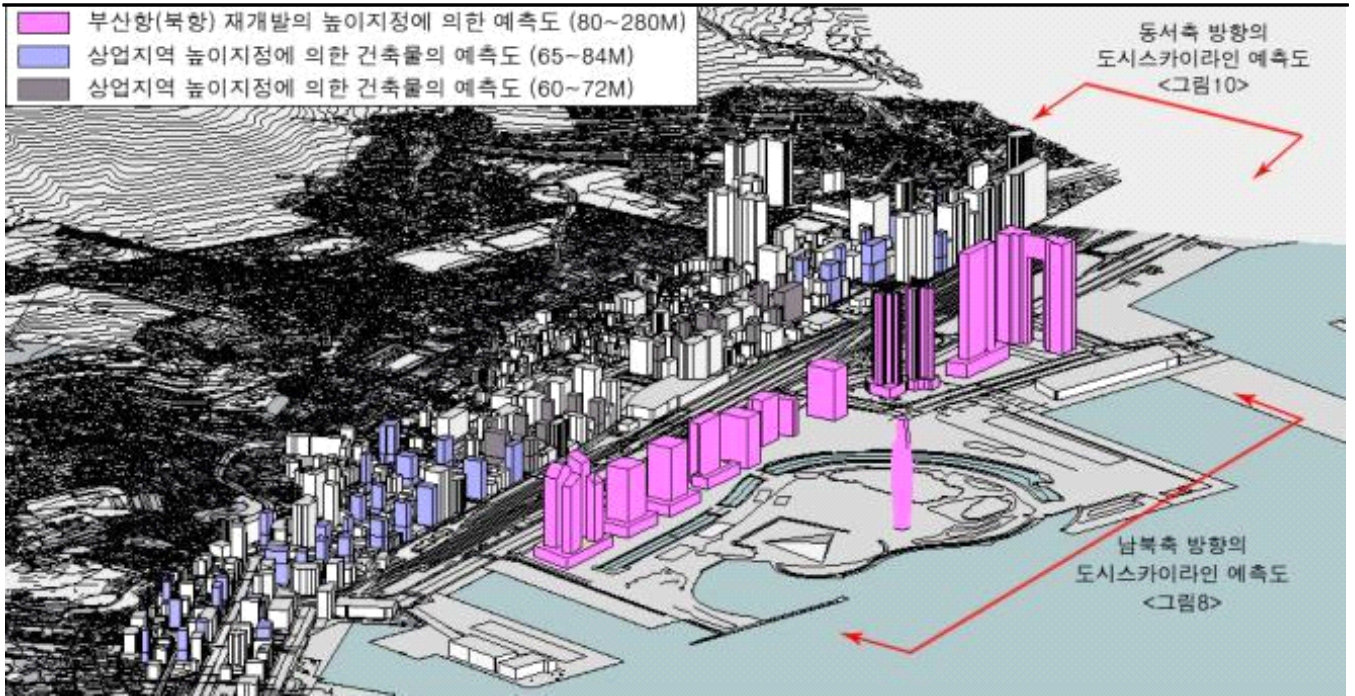 부산항(북항) 재개발의 높이지정에 의한 예측도 (80~280M)
상업지역 높이지정에 의한 건축물의 예측도 (65~84M)
상업지역 높이지정에 의한 건축물의 예측도 (60~72M)
동서축 방향의
도시스카이라인 예측도
<그림10>
남북축 방향의
도시스카이라인 예측도
<그림8>